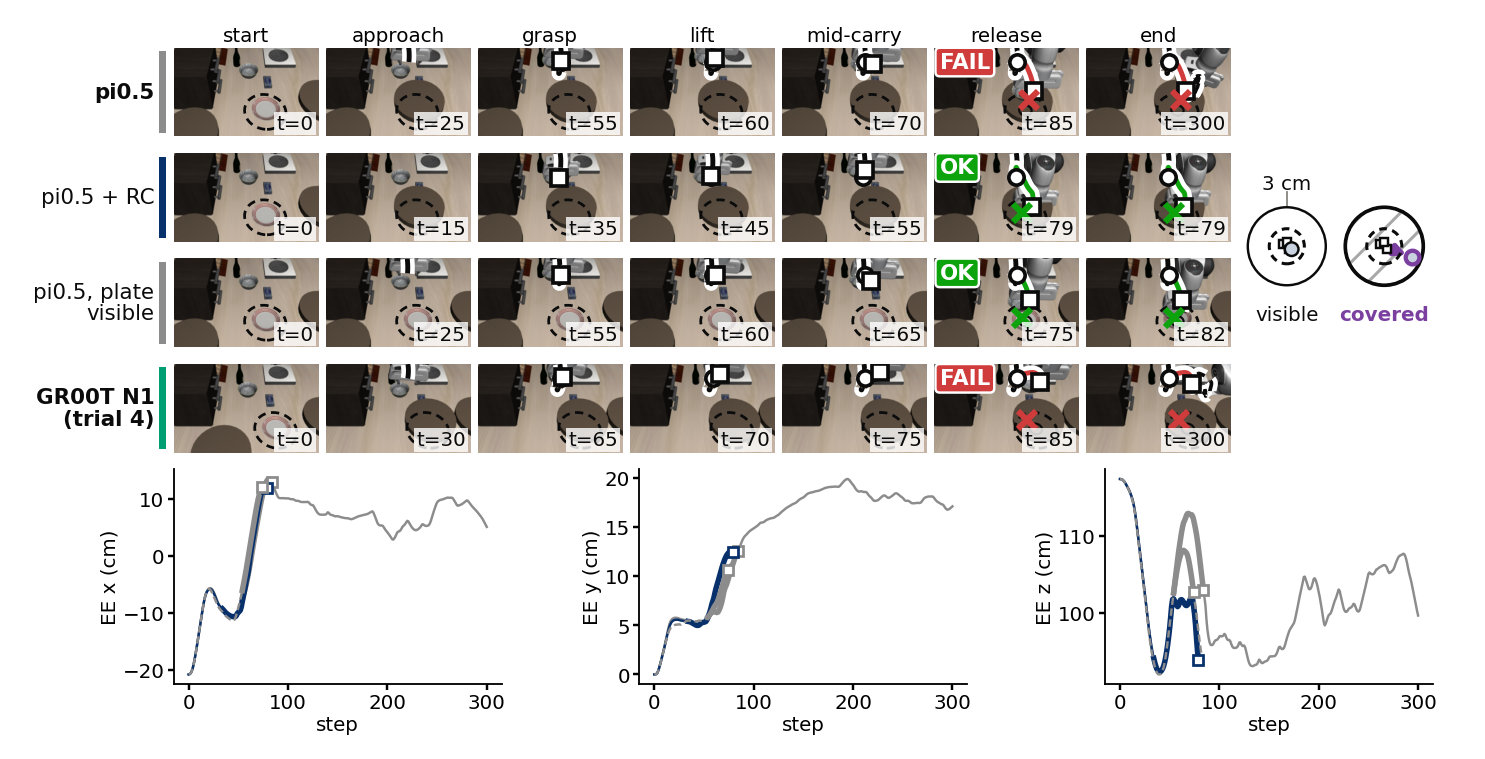 start approach grasp lift mid-carry release end
pi0.5
FAIL
t=0 t=25 t=55 t=60 t=70 t=85 t=300
pi0.5 + RC
OK
t=0 t=15 t=35 t=45 t=55 t=79 t=79
pi0.5, plate
visible
OK
t=0 t=25 t=55 t=60 t=65 t=75 t=82
GR00T N1
(trial 4)
FAIL
t=0 t=30 t=65 t=70 t=75 t=85 t=300
3 cm
visible covered
EE x (cm)
10
0
−10
−20
0 100 200 300
step
EE y (cm)
20
15
10
5
0
0 100 200 300
step
EE z (cm)
110
100
0 100 200 300
step